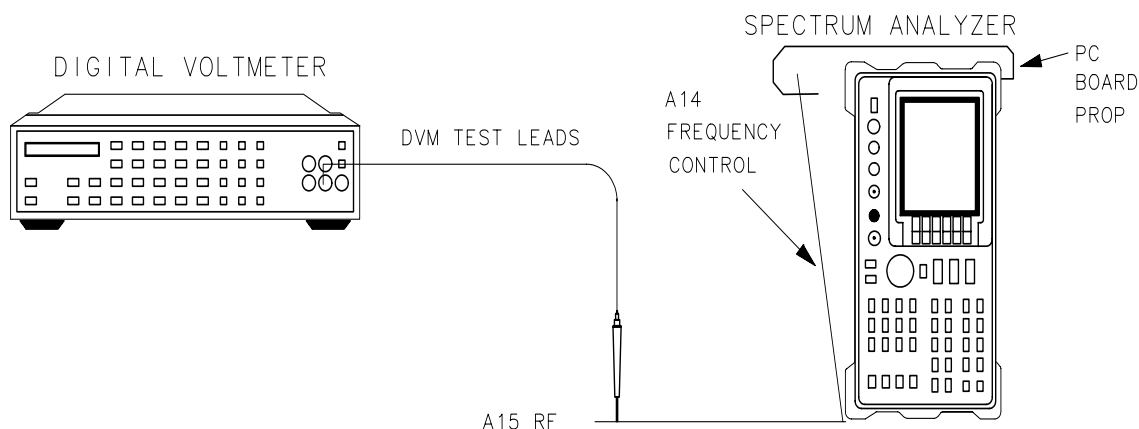 SPECTRUM ANALYZER
DIGITAL VOLTMETER
PC
BOARD
PROP
A14
FREQUENCY
CONTROL
DVM TEST LEADS
A15 RF